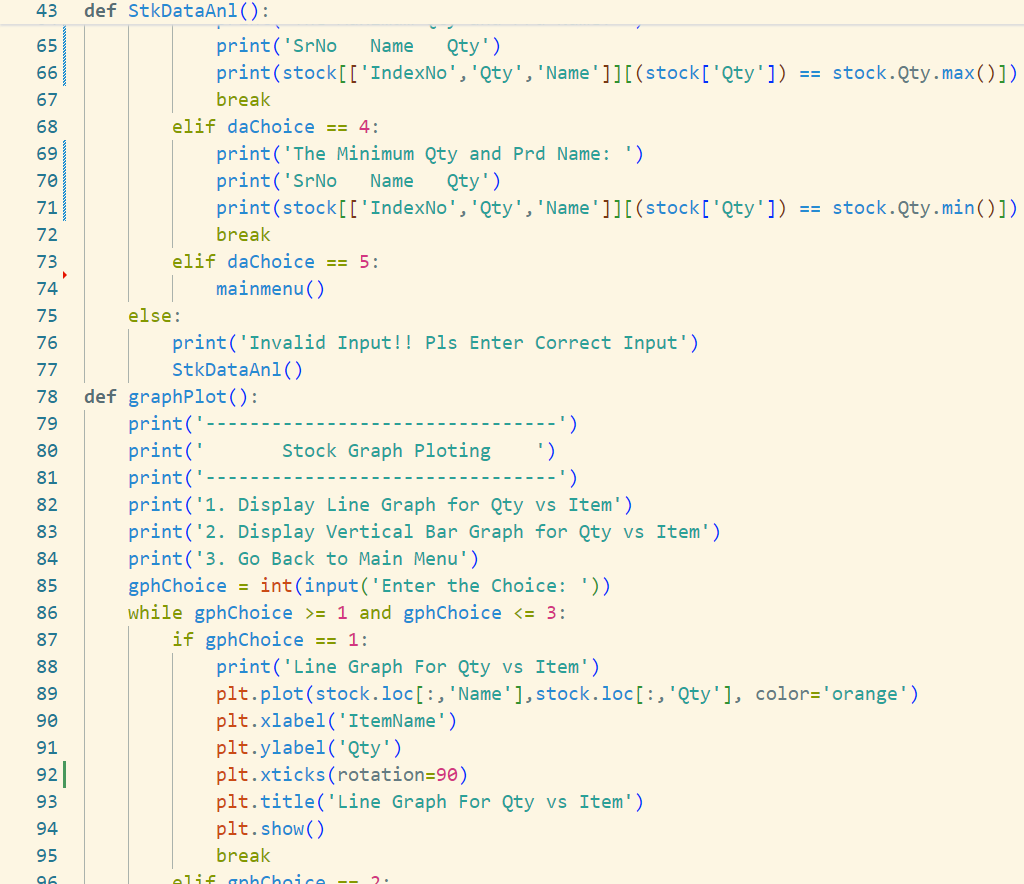 43 def StkDataAnl():
65 print('SrNo   Name   Qty')
66 print(stock[['IndexNo','Qty','Name']][(stock['Qty']) == stock.Qty.max()])
67 break
68 elif daChoice == 4:
69 print('The Minimum Qty and Prd Name: ')
70 print('SrNo   Name   Qty')
71 print(stock[['IndexNo','Qty','Name']][(stock['Qty']) == stock.Qty.min()])
72 break
73 elif daChoice == 5:
74 mainmenu()
75 else:
76 print('Invalid Input!! Pls Enter Correct Input')
77 StkDataAnl()
78 def graphPlot():
79 print('--------------------------------')
80 print('       Stock Graph Ploting    ')
81 print('--------------------------------')
82 print('1. Display Line Graph for Qty vs Item')
83 print('2. Display Vertical Bar Graph for Qty vs Item')
84 print('3. Go Back to Main Menu')
85 gphChoice = int(input('Enter the Choice: '))
86 while gphChoice >= 1 and gphChoice <= 3:
87 if gphChoice == 1:
88 print('Line Graph For Qty vs Item')
89 plt.plot(stock.loc[:,'Name'],stock.loc[:,'Qty'], color='orange')
90 plt.xlabel('ItemName')
91 plt.ylabel('Qty')
92 plt.xticks(rotation=90)
93 plt.title('Line Graph For Qty vs Item')
94 plt.show()
95 break
96 elif gphChoice == 2: